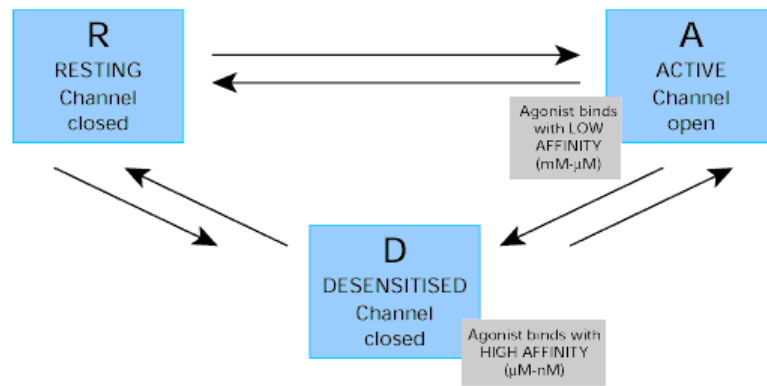 R
RESTING
Channel
closed
A
ACTIVE
Channel
open
Agonist binds
with LOW
AFFINITY
(mM-μM)
D
DESENSITISED
Channel
closed
Agonist binds with
HIGH AFFINITY
(μM-nM)